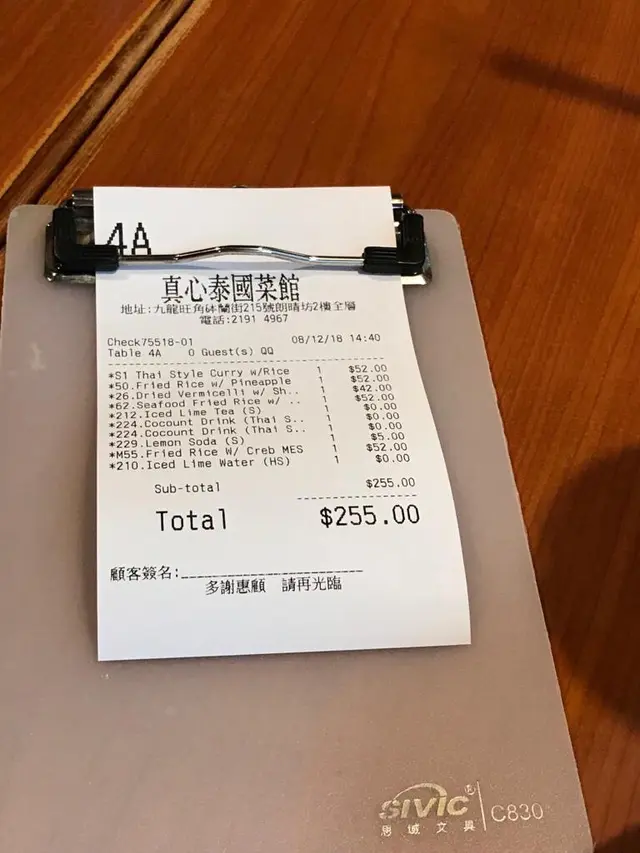 4A
真心泰國菜館
地址:九龍旺角砵蘭街215號朗晴坊2樓全層
電話:2191 4967
Check75518-01 08/12/18 14:40
Table 4A 0 Guest(s) QQ
*S1 Thai Style Curry w/Rice 1 $52.00
*50.Fried Rice w/ Pineapple 1 $52.00
*26.Dried Vermicelli w/ Sh.. 1 $42.00
*62.Seafood Fried Rice w/ .. 1 $52.00
*212.Iced Lime Tea (S) 1 $0.00
*224.Cocount Drink (Thai S.. 1 $0.00
*224.Cocount Drink (Thai S.. 1 $0.00
*229.Lemon Soda (S) 1 $5.00
*M55.Fried Rice W/ Creb MES 1 $52.00
*210.Iced Lime Water (HS) 1 $0.00
Sub-total $255.00
Total $255.00
顧客簽名:
多謝惠顧 請再光臨
SIVIC® C830
思域文具